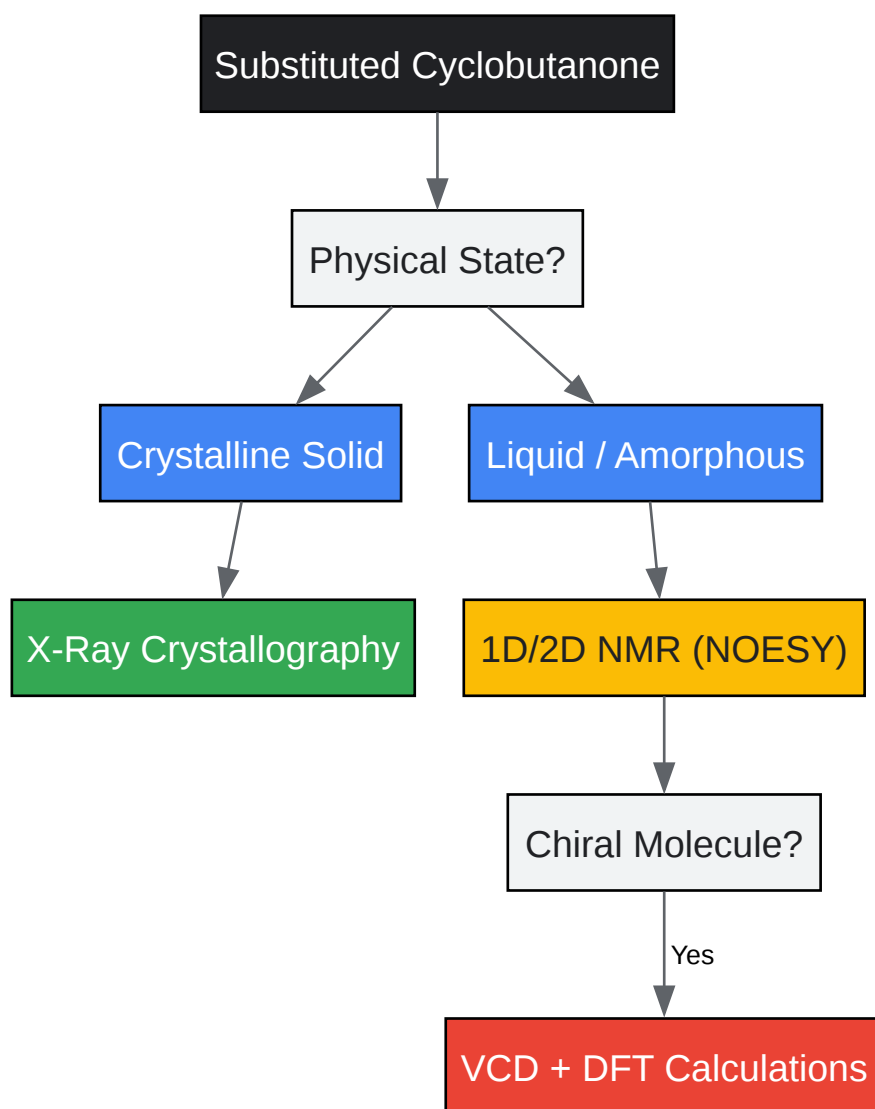 Substituted Cyclobutanone
Physical State?
Crystalline Solid
Liquid / Amorphous
X-Ray Crystallography
1D/2D NMR (NOESY)
Chiral Molecule?
Yes
VCD + DFT Calculations